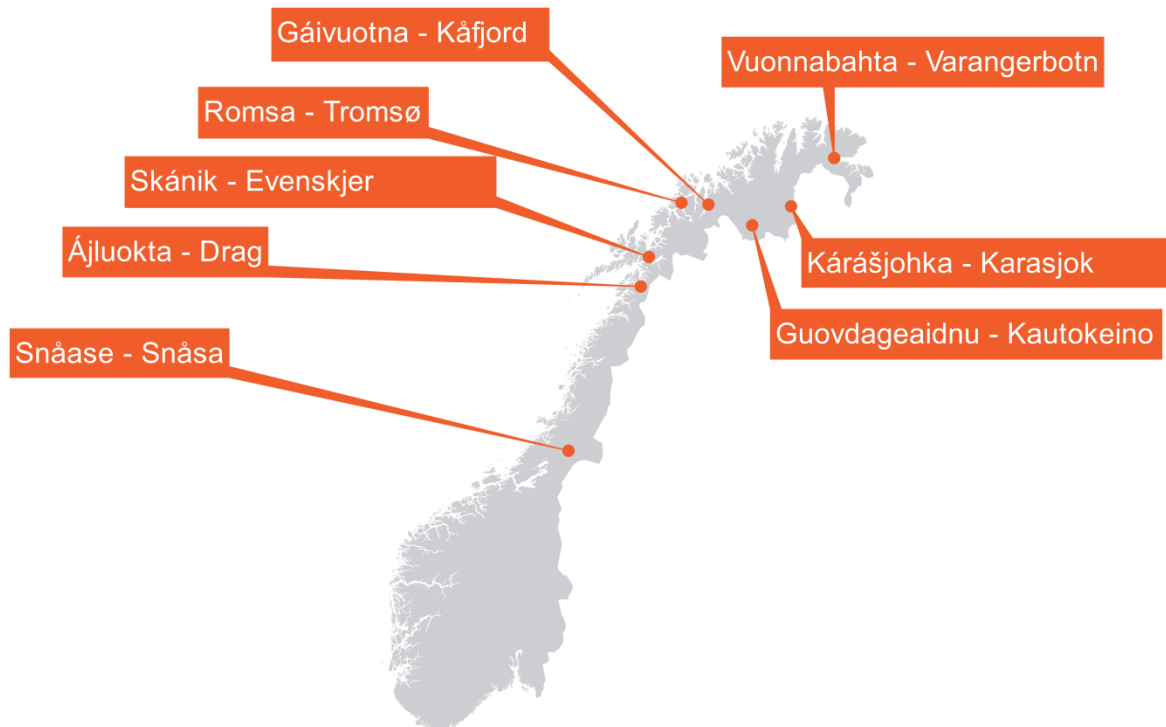 Gáivuotna - Kåfjord
Vuonnabahta - Varangerbotn
Romsa - Tromsø
Skánik - Evenskjer
Ájluokta - Drag
Kárášjohka - Karasjok
Guovdageaidnu - Kautokeino
Snåase - Snåsa